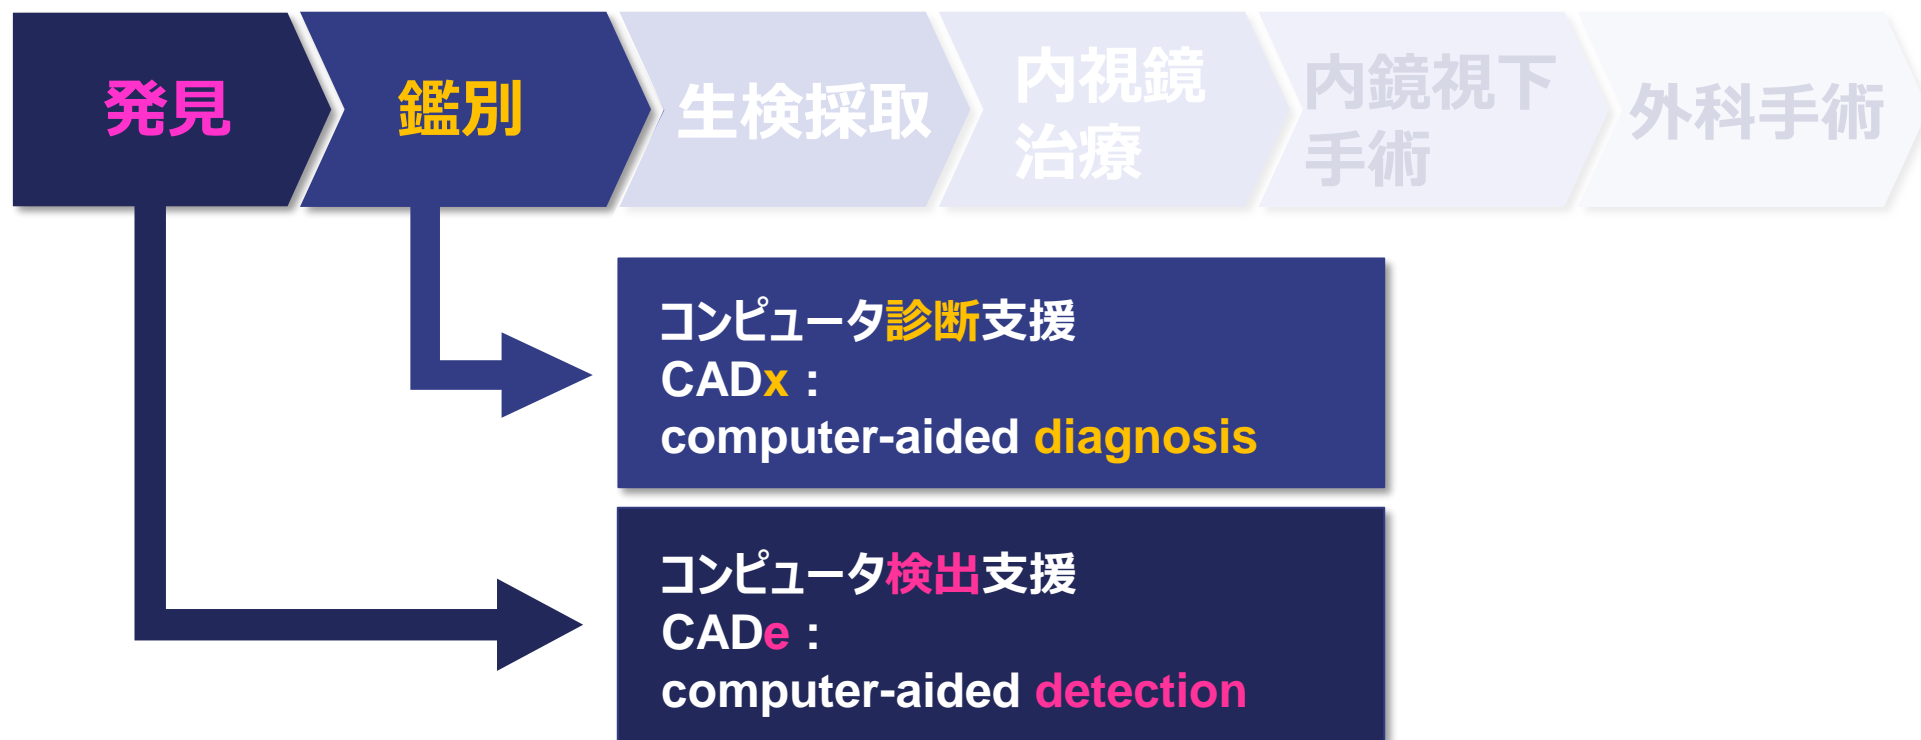 発見
鑑別
生検採取
内視鏡
治療
内鏡視下
手術
外科手術
コンピュータ診断支援
CADx：
computer-aided diagnosis
コンピュータ検出支援
CADe：
computer-aided detection